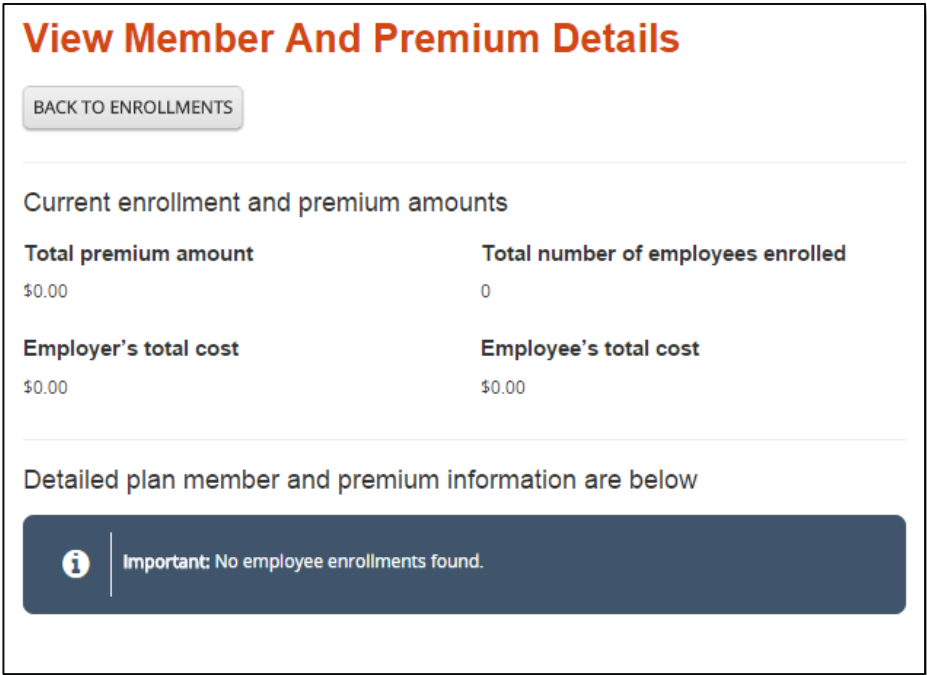 View Member And Premium Details
BACK TO ENROLLMENTS
Current enrollment and premium amounts
Total premium amount
Total number of employees enrolled
$0.00
0
Employer's total cost
Employee's total cost
$0.00
$0.00
Detailed plan member and premium information are below
Important: No employee enrollments found.